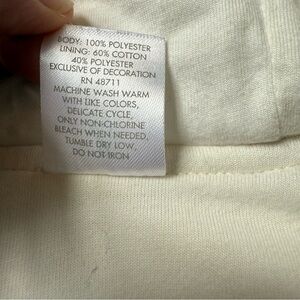 BODY: 100% POLYESTER
LINING: 60% COTTON
40% POLYESTER
EXCLUSIVE OF DECORATION
RN 48711
MACHINE WASH WARM
WITH LIKE COLORS,
DELICATE CYCLE,
ONLY NON-CHLORINE
BLEACH WHEN NEEDED,
TUMBLE DRY LOW,
DO NOT IRON